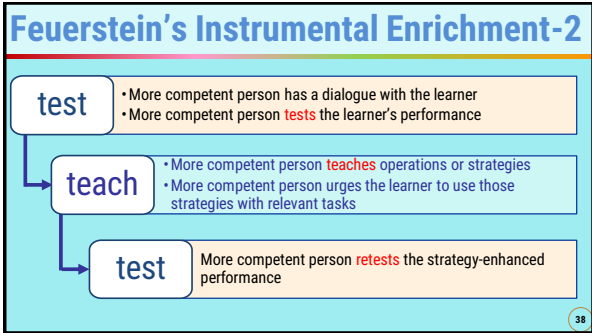 Feuerstein's Instrumental Enrichment-2
test
• More competent person has a dialogue with the learner
• More competent person tests the learner's performance
teach
• More competent person teaches operations or strategies
• More competent person urges the learner to use those
strategies with relevant tasks
test
More competent person retests the strategy-enhanced
performance
38